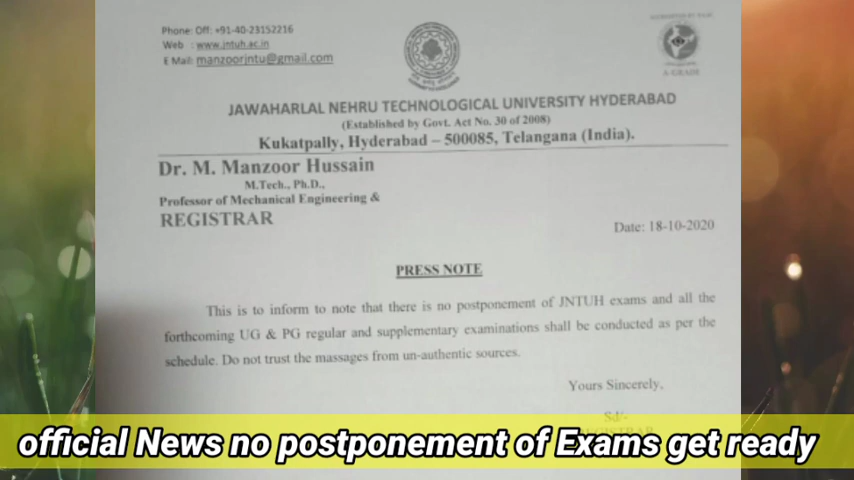 Phone: Off: +91-40-23152216
Web : www.jntuh.ac.in
E Mail: manzoorjntu@gmail.com
A-GRADE
JAWAHARLAL NEHRU TECHNOLOGICAL UNIVERSITY HYDERABAD
(Established by Govt. Act No. 30 of 2008)
Kukatpally, Hyderabad – 500085, Telangana (India).
Dr. M. Manzoor Hussain
M.Tech., Ph.D.,
Professor of Mechanical Engineering &
REGISTRAR
Date: 18-10-2020
PRESS NOTE
This is to inform to note that there is no postponement of JNTUH exams and all the
forthcoming UG & PG regular and supplementary examinations shall be conducted as per the
schedule. Do not trust the massages from un-authentic sources.
Yours Sincerely,
Sd/-
REGISTRAR
official News no postponement of Exams get ready